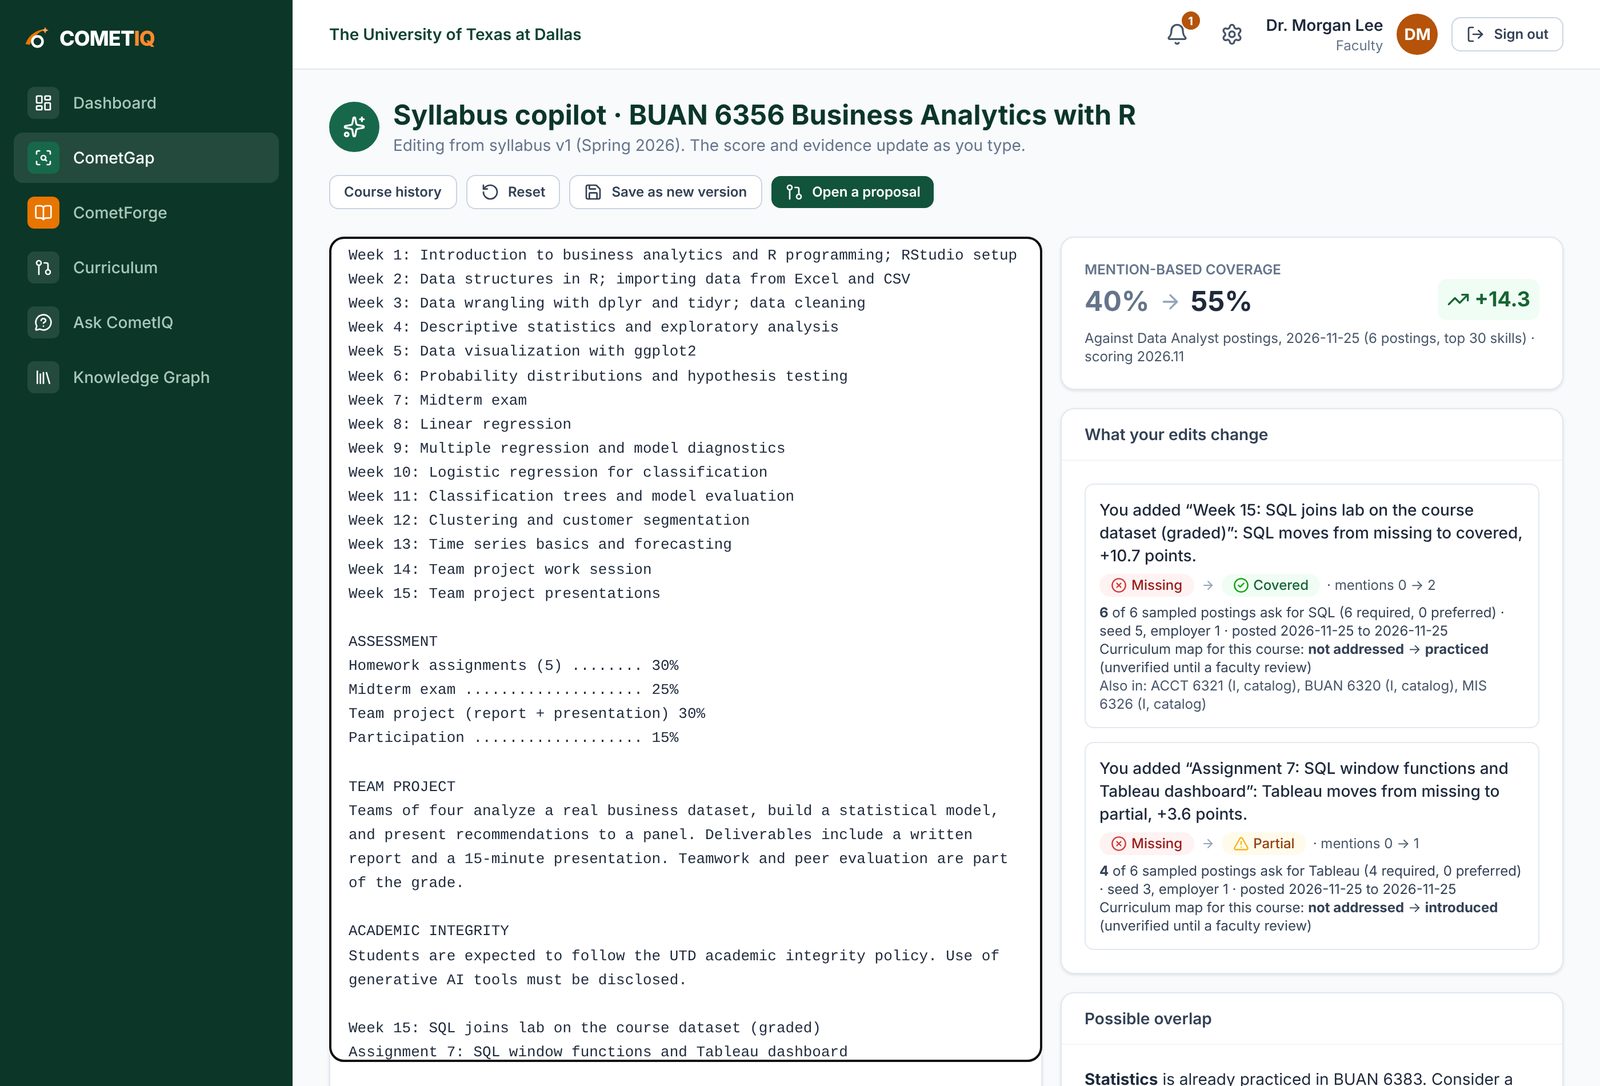 COMETIQ
Dashboard
CometGap
CometForge
Curriculum
Ask CometIQ
Knowledge Graph
The University of Texas at Dallas
1
Dr. Morgan Lee
Faculty
DM
Sign out
Syllabus copilot · BUAN 6356 Business Analytics with R
Editing from syllabus v1 (Spring 2026). The score and evidence update as you type.
Course history
Reset
Save as new version
Open a proposal
Week 1: Introduction to business analytics and R programming; RStudio setup
Week 2: Data structures in R; importing data from Excel and CSV
Week 3: Data wrangling with dplyr and tidyr; data cleaning
Week 4: Descriptive statistics and exploratory analysis
Week 5: Data visualization with ggplot2
Week 6: Probability distributions and hypothesis testing
Week 7: Midterm exam
Week 8: Linear regression
Week 9: Multiple regression and model diagnostics
Week 10: Logistic regression for classification
Week 11: Classification trees and model evaluation
Week 12: Clustering and customer segmentation
Week 13: Time series basics and forecasting
Week 14: Team project work session
Week 15: Team project presentations
ASSESSMENT
Homework assignments (5) ........ 30%
Midterm exam .................... 25%
Team project (report + presentation) 30%
Participation ................... 15%
TEAM PROJECT
Teams of four analyze a real business dataset, build a statistical model,
and present recommendations to a panel. Deliverables include a written
report and a 15-minute presentation. Teamwork and peer evaluation are part
of the grade.
ACADEMIC INTEGRITY
Students are expected to follow the UTD academic integrity policy. Use of
generative AI tools must be disclosed.
Week 15: SQL joins lab on the course dataset (graded)
Assignment 7: SQL window functions and Tableau dashboard
MENTION-BASED COVERAGE
40% → 55%
+14.3
Against Data Analyst postings, 2026-11-25 (6 postings, top 30 skills) ·
scoring 2026.11
What your edits change
You added “Week 15: SQL joins lab on the course
dataset (graded)”: SQL moves from missing to covered,
+10.7 points.
Missing → Covered · mentions 0 → 2
6 of 6 sampled postings ask for SQL (6 required, 0 preferred) ·
seed 5, employer 1 · posted 2026-11-25 to 2026-11-25
Curriculum map for this course: not addressed → practiced
(unverified until a faculty review)
Also in: ACCT 6321 (I, catalog), BUAN 6320 (I, catalog), MIS
6326 (I, catalog)
You added “Assignment 7: SQL window functions and
Tableau dashboard”: Tableau moves from missing to
partial, +3.6 points.
Missing → Partial · mentions 0 → 1
4 of 6 sampled postings ask for Tableau (4 required, 0 preferred)
· seed 3, employer 1 · posted 2026-11-25 to 2026-11-25
Curriculum map for this course: not addressed → introduced
(unverified until a faculty review)
Possible overlap
Statistics is already practiced in BUAN 6383. Consider a